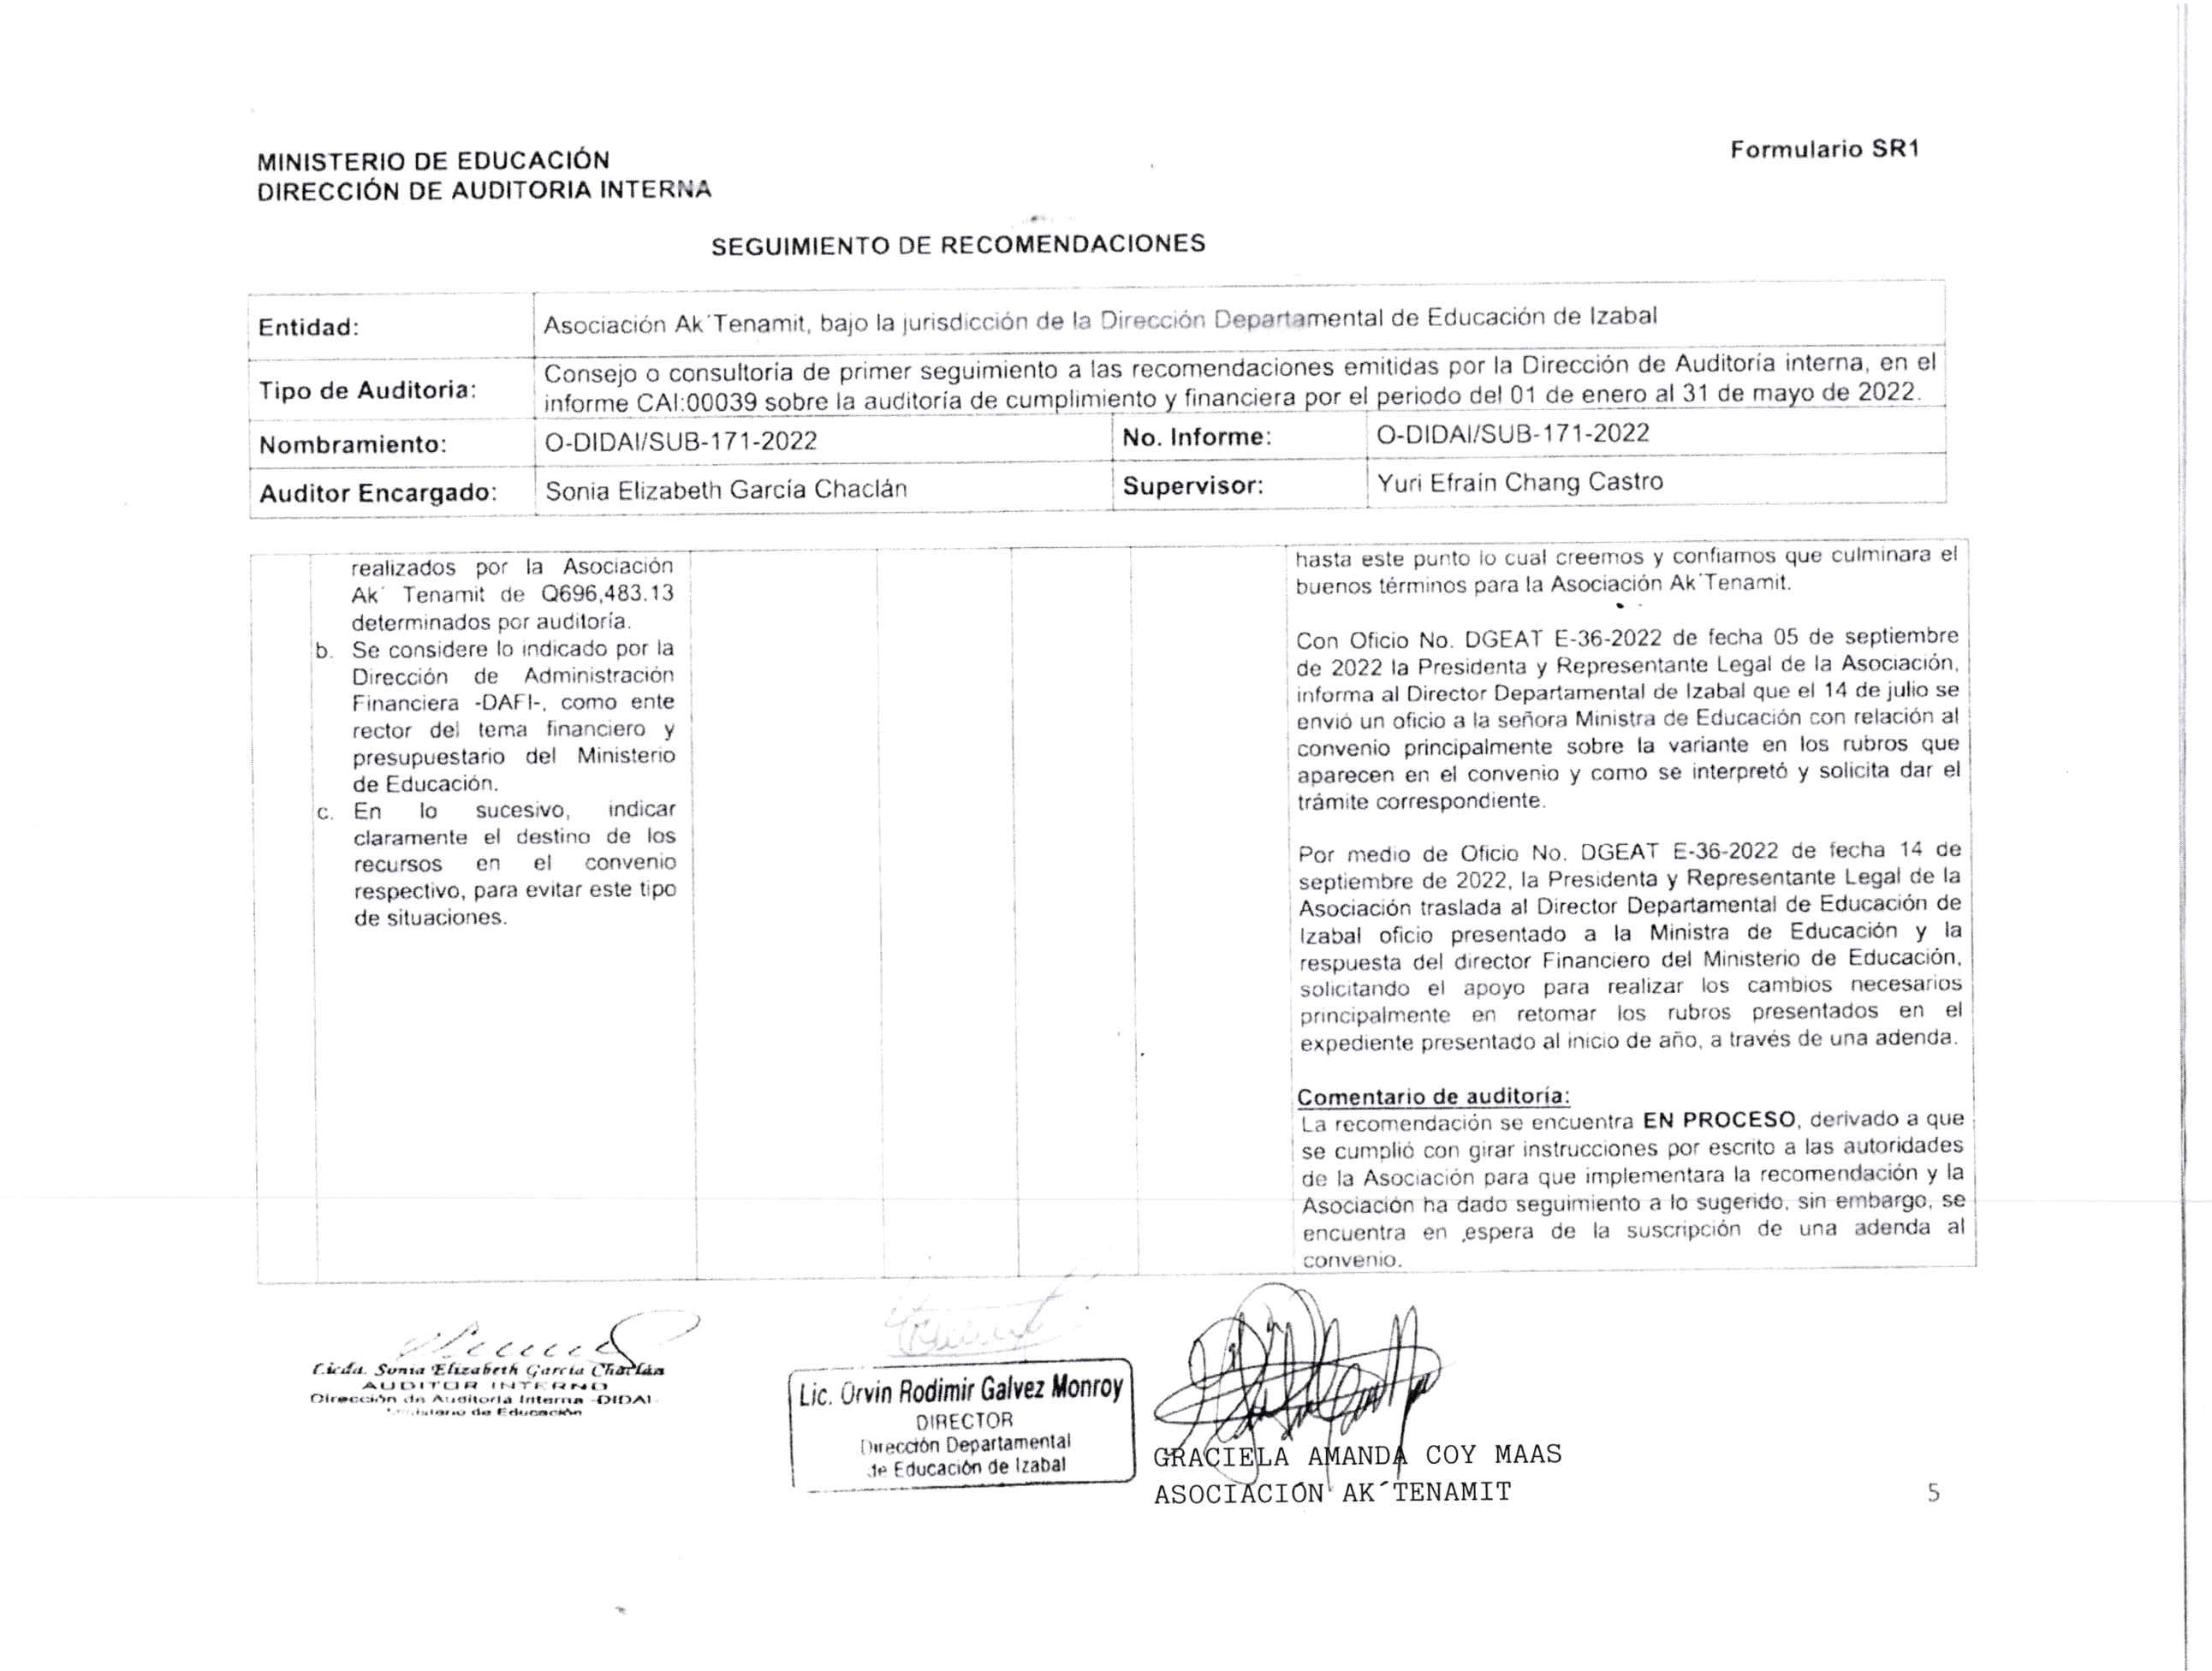 MINISTERIO DE EDUCACIÓN
DIRECCIÓN DE AUDITORIA INTERNA
Formulario SR1
SEGUIMIENTO DE RECOMENDACIONES
Entidad: Asociación Ak´Tenamit, bajo la jurisdicción de la Dirección Departamental de Educación de Izabal
Tipo de Auditoria: Consejo o consultoría de primer seguimiento a las recomendaciones emitidas por la Dirección de Auditoría interna, en el
informe CAI:00039 sobre la auditoría de cumplimiento y financiera por el periodo del 01 de enero al 31 de mayo de 2022.
Nombramiento: O-DIDAI/SUB-171-2022 No. Informe: O-DIDAI/SUB-171-2022
Auditor Encargado: Sonia Elizabeth García Chaclán Supervisor: Yuri Efraín Chang Castro
realizados por la Asociación
Ak´ Tenamit de Q696,483.13
determinados por auditoría.
b. Se considere lo indicado por la
Dirección de Administración
Financiera -DAFI-, como ente
rector del tema financiero y
presupuestario del Ministerio
de Educación.
c. En lo sucesivo, indicar
claramente el destino de los
recursos en el convenio
respectivo, para evitar este tipo
de situaciones.
hasta este punto lo cual creemos y confiamos que culminara el
buenos términos para la Asociación Ak´Tenamit.
Con Oficio No. DGEAT E-36-2022 de fecha 05 de septiembre
de 2022 la Presidenta y Representante Legal de la Asociación,
informa al Director Departamental de Izabal que el 14 de julio se
envió un oficio a la señora Ministra de Educación con relación al
convenio principalmente sobre la variante en los rubros que
aparecen en el convenio y como se interpretó y solicita dar el
trámite correspondiente.
Por medio de Oficio No. DGEAT E-36-2022 de fecha 14 de
septiembre de 2022, la Presidenta y Representante Legal de la
Asociación traslada al Director Departamental de Educación de
Izabal oficio presentado a la Ministra de Educación y la
respuesta del director Financiero del Ministerio de Educación,
solicitando el apoyo para realizar los cambios necesarios
principalmente en retomar los rubros presentados en el
expediente presentado al inicio de año, a través de una adenda.
Comentario de auditoría:
La recomendación se encuentra EN PROCESO, derivado a que
se cumplió con girar instrucciones por escrito a las autoridades
de la Asociación para que implementara la recomendación y la
Asociación ha dado seguimiento a lo sugerido, sin embargo, se
encuentra en espera de la suscripción de una adenda al
convenio.
Licda. Sonia Elizabeth García Chaclán
AUDITOR INTERNO
Dirección de Auditoría Interna -DIDAI-
Ministerio de Educación
Lic. Orvin Rodimir Galvez Monroy
DIRECTOR
Dirección Departamental
de Educación de Izabal
GRACIELA AMANDA COY MAAS
ASOCIACIÓN AK´TENAMIT
5